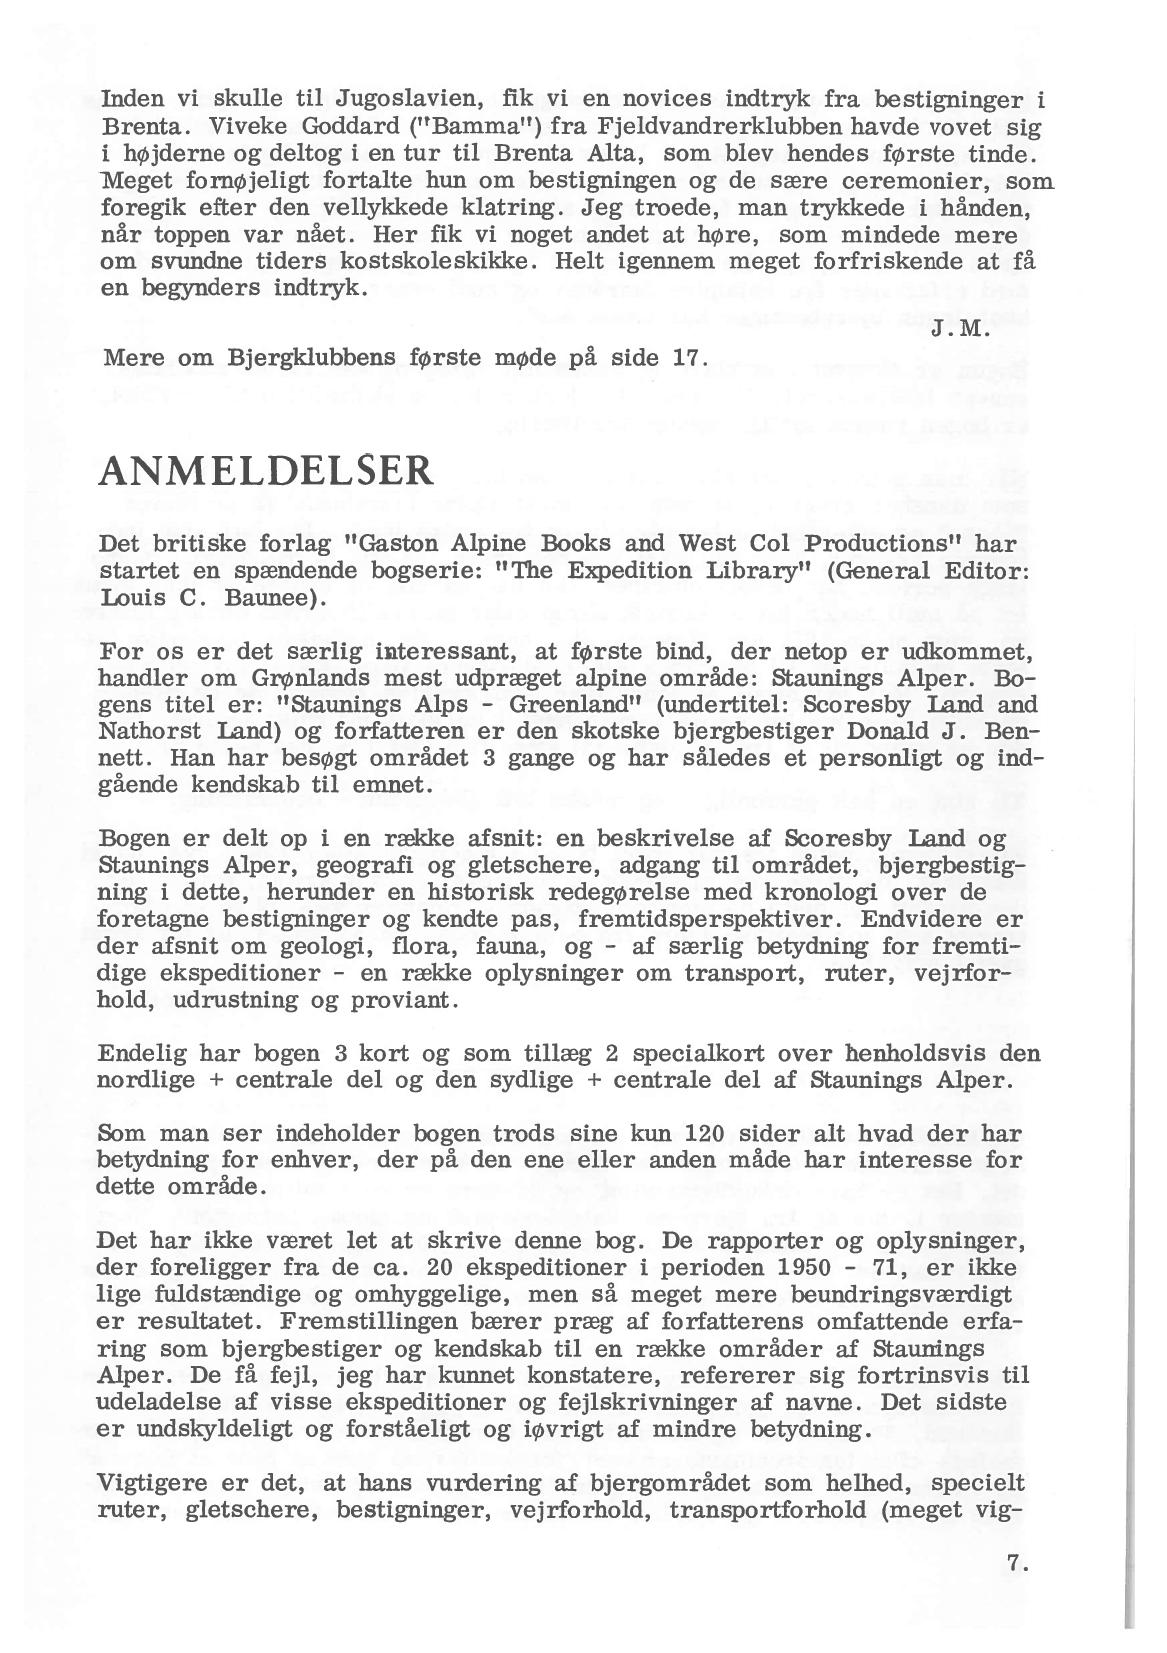 Inden vi skulle til Jugoslavien, fik vi en novices indtryk fra bestigninger i
Brenta. Viveke Goddard ("Bamma") fra Fjeldvandrerklubben havde vovet sig
i højderne og deltog i en tur til Brenta Alta, som blev hendes første tinde.
Meget fornøjeligt fortalte hun om bestigningen og de sære ceremonier, som
foregik efter den vellykkede klatring. Jeg troede, man trykkede i hånden,
når toppen var nået. Her fik vi noget andet at høre, som mindede mere
om svundne tiders kostskoleskikke. Helt igennem meget forfriskende at få
en begynders indtryk.
J.M.
Mere om Bjergklubbens første møde på side 17.
ANMELDELSER
Det britiske forlag "Gaston Alpine Books and West Col Productions" har
startet en spændende bogserie: "The Expedition Library" (General Editor:
Louis C. Baunee).
For os er det særlig interessant, at første bind, der netop er udkommet,
handler om Grønlands mest udpræget alpine område: Staunings Alper. Bo-
gens titel er: "Staunings Alps - Greenland" (undertitel: Scoresby Land and
Nathorst Land) og forfatteren er den skotske bjergbestiger Donald J. Ben-
nett. Han har besøgt området 3 gange og har således et personligt og ind-
gående kendskab til emnet.
Bogen er delt op i en række afsnit: en beskrivelse af Scoresby Land og
Staunings Alper, geografi og gletschere, adgang til området, bjergbestig-
ning i dette, herunder en historisk redegørelse med kronologi over de
foretagne bestigninger og kendte pas, fremtidsperspektiver. Endvidere er
der afsnit om geologi, flora, fauna, og - af særlig betydning for fremti-
dige ekspeditioner - en række oplysninger om transport, ruter, vejrfor-
hold, udrustning og proviant.
Endelig har bogen 3 kort og som tillæg 2 specialkort over henholdsvis den
nordlige + centrale del og den sydlige + centrale del af Staunings Alper.
Som man ser indeholder bogen trods sine kun 120 sider alt hvad der har
betydning for enhver, der på den ene eller anden måde har interesse for
dette område.
Det har ikke været let at skrive denne bog. De rapporter og oplysninger,
der foreligger fra de ca. 20 ekspeditioner i perioden 1950 - 71, er ikke
lige fuldstændige og omhyggelige, men så meget mere beundringsværdigt
er resultatet. Fremstillingen bærer præg af forfatterens omfattende erfa-
ring som bjergbestiger og kendskab til en række områder af Staunings
Alper. De få fejl, jeg har kunnet konstatere, refererer sig fortrinsvis til
udeladelse af visse ekspeditioner og fejlskrivninger af navne. Det sidste
er undskyldeligt og forståeligt og iøvrigt af mindre betydning.
Vigtigere er det, at hans vurdering af bjergområdet som helhed, specielt
ruter, gletschere, bestigninger, vejrforhold, transportforhold (meget vig-
7.